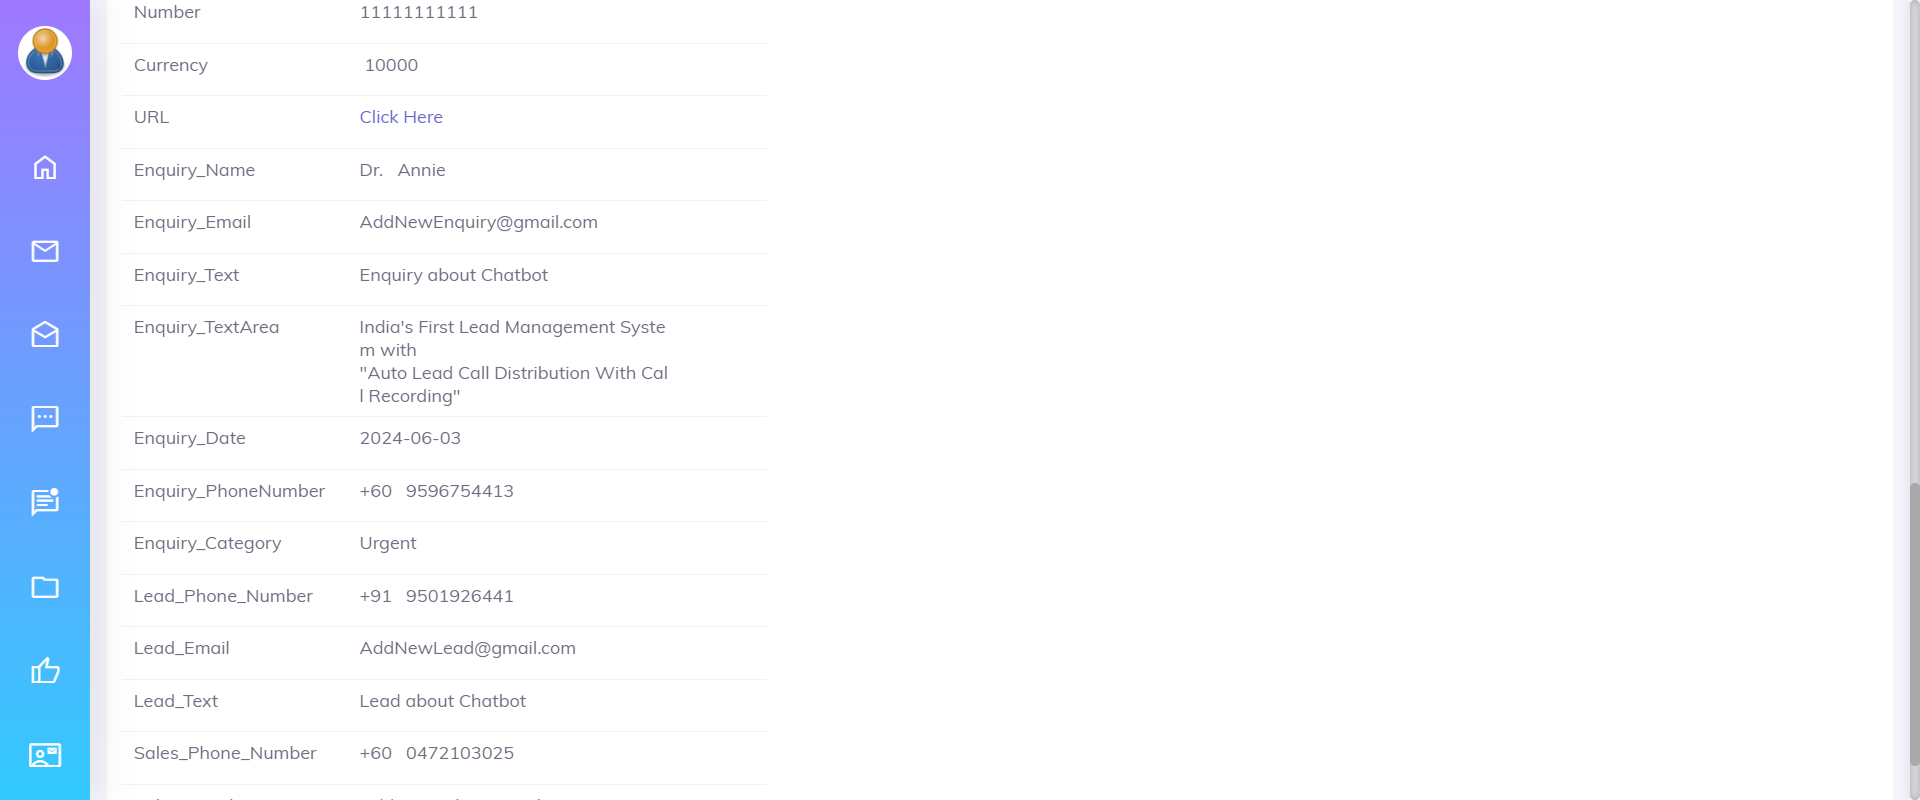 Number 11111111111
Currency 10000
URL Click Here
Enquiry_Name Dr. Annie
Enquiry_Email AddNewEnquiry@gmail.com
Enquiry_Text Enquiry about Chatbot
Enquiry_TextArea India's First Lead Management Syste
m with
"Auto Lead Call Distribution With Cal
l Recording"
Enquiry_Date 2024-06-03
Enquiry_PhoneNumber +60 9596754413
Enquiry_Category Urgent
Lead_Phone_Number +91 9501926441
Lead_Email AddNewLead@gmail.com
Lead_Text Lead about Chatbot
Sales_Phone_Number +60 0472103025